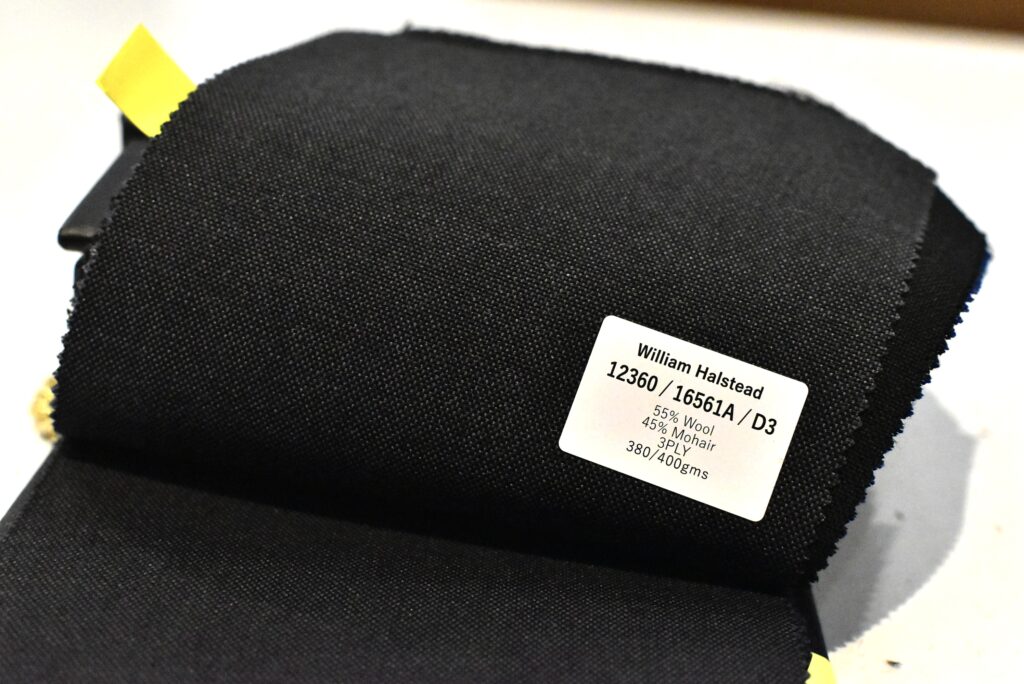 William Halstead
12360 / 16561A / D3
55% Wool
45% Mohair
3PLY
380/400gms